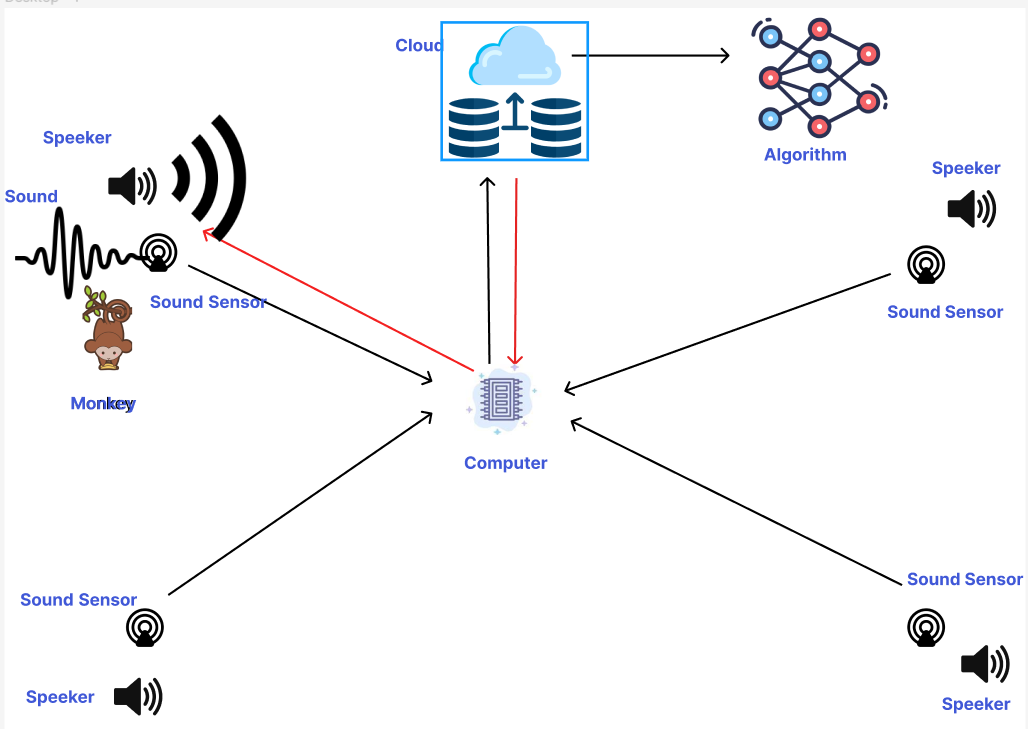 Cloud
Speeker
Algorithm
Speeker
Sound
Sound Sensor
Sound Sensor
Monkey
Computer
Sound Sensor
Sound Sensor
Speeker
Speeker